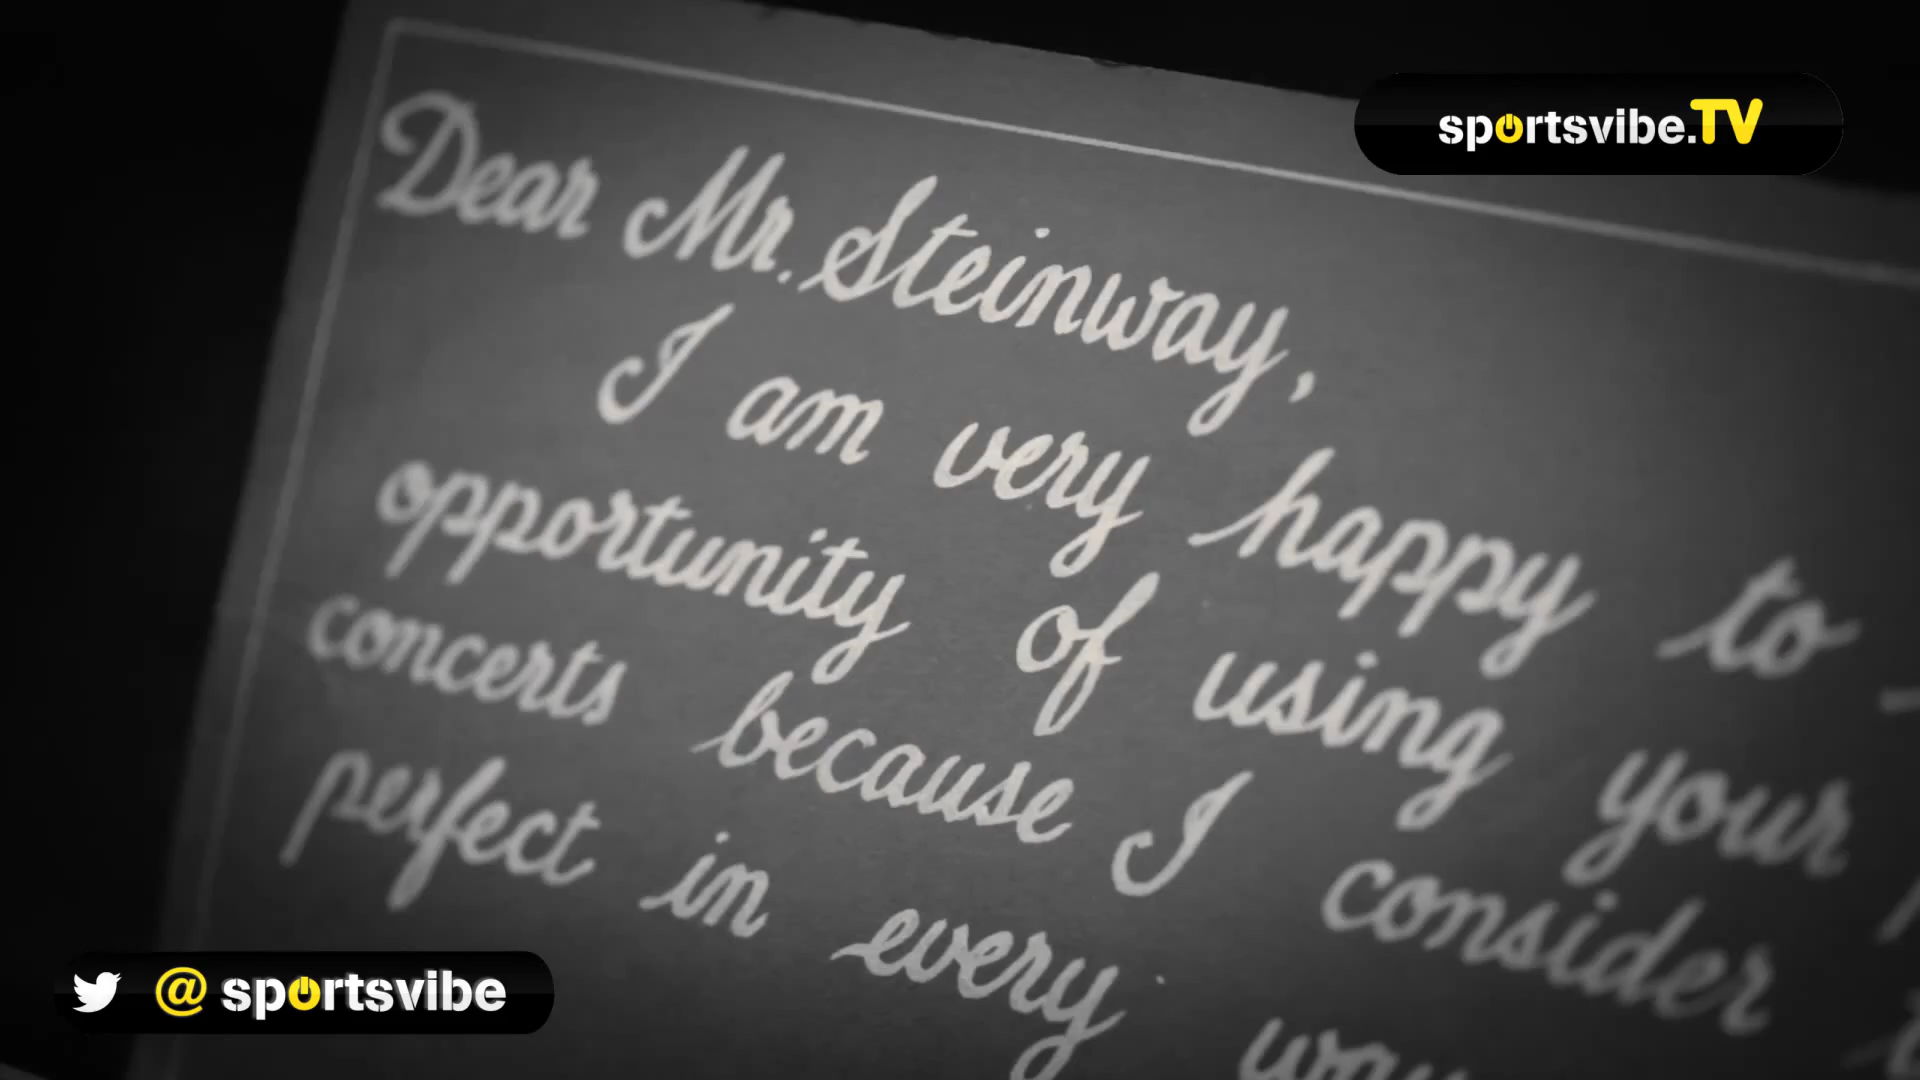 sportsvibe.TV
Dear Mr. Steinway,
I am very happy to
opportunity of using your
concerts because I consider
perfect in every way
@ sportsvibe